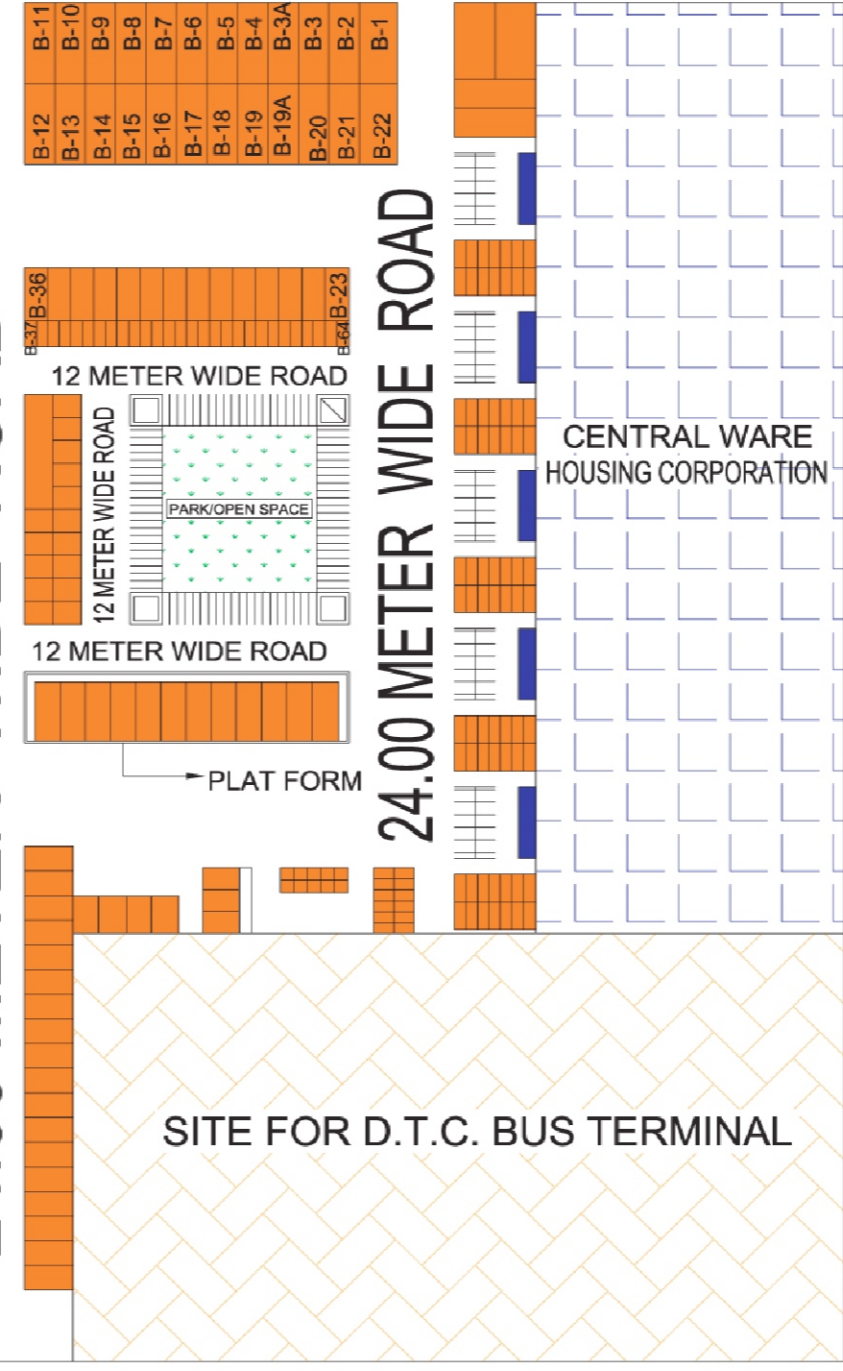 B-11
B-10
B-9
B-8
B-7
B-6
B-5
B-4
B-3A
B-3
B-2
B-1
B-12
B-13
B-14
B-15
B-16
B-17
B-18
B-19
B-19A
B-20
B-21
B-22
B-36
B-23
B-37
B-64
12 METER WIDE ROAD
12 METER WIDE ROAD
PARK/OPEN SPACE
12 METER WIDE ROAD
PLAT FORM
24.00 METER WIDE ROAD
CENTRAL WARE
HOUSING CORPORATION
SITE FOR D.T.C. BUS TERMINAL